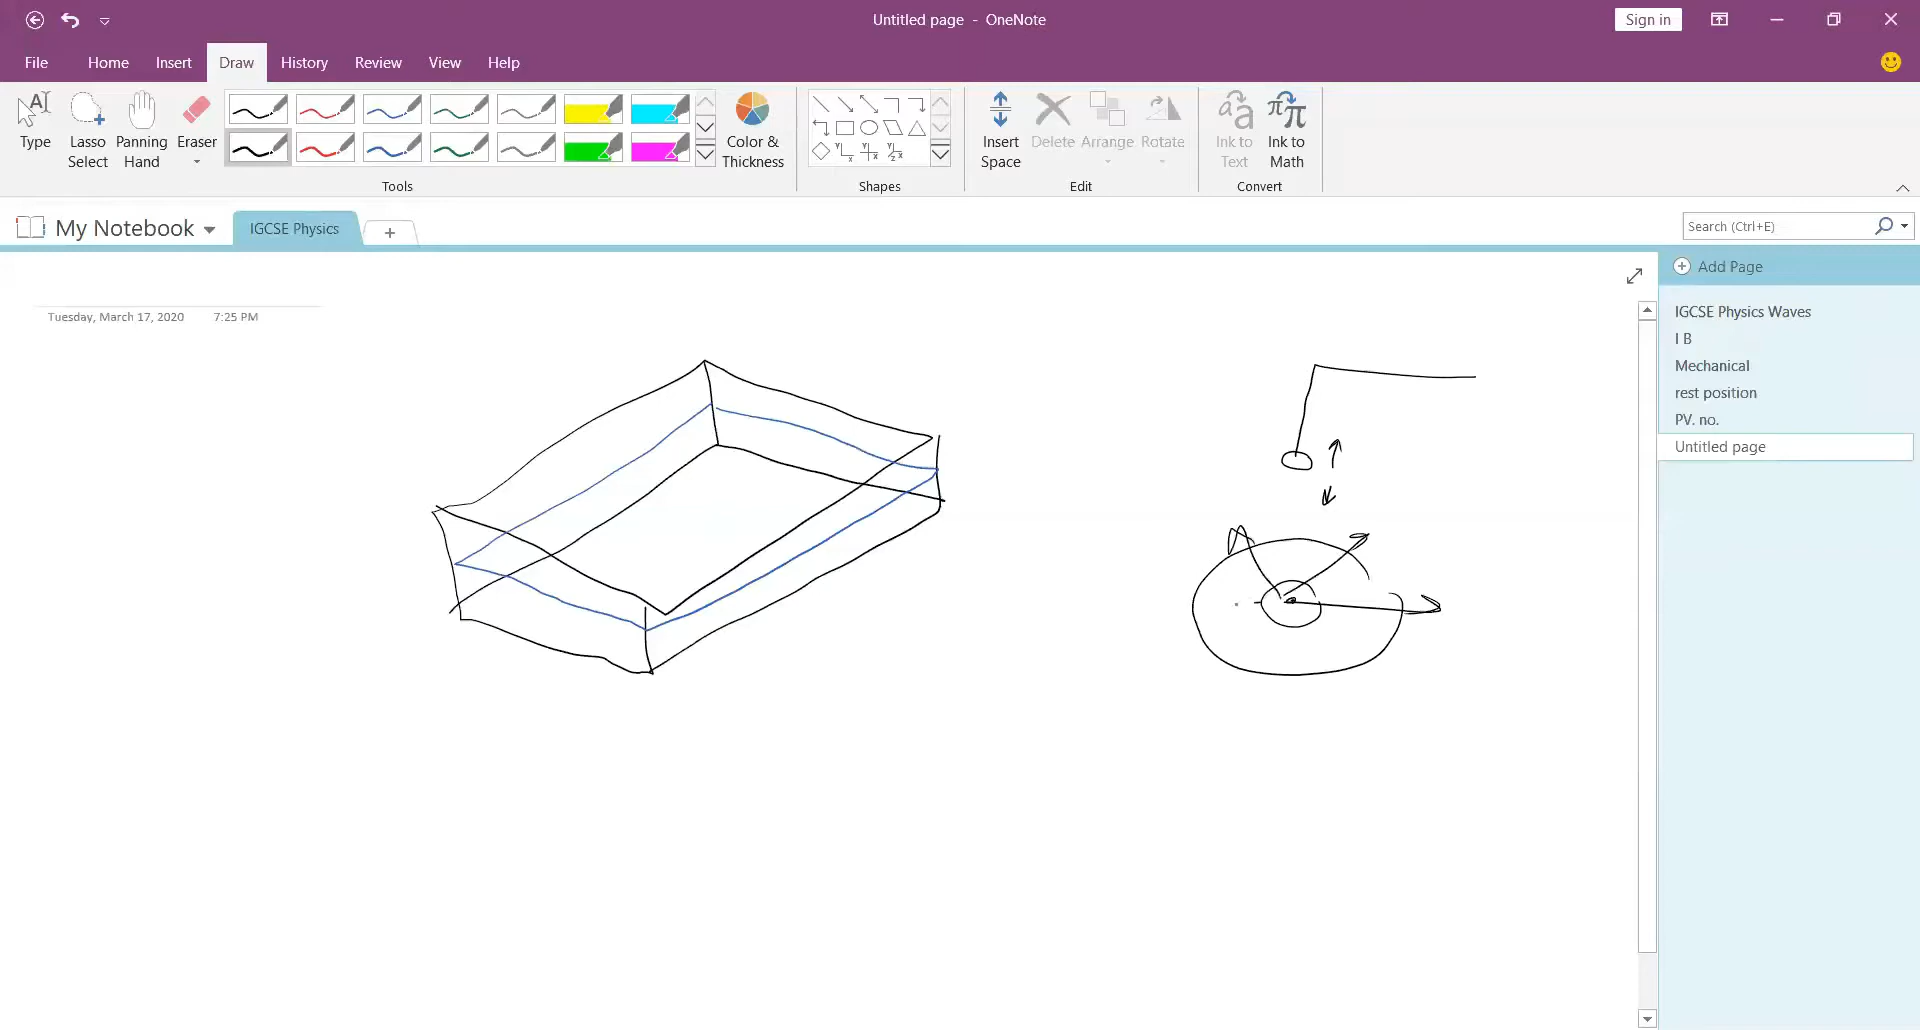 Untitled page - OneNote
Sign in
File Home Insert Draw History Review View Help
Type
Lasso Select
Panning Hand
Eraser
Color & Thickness
Insert Space
Delete
Arrange
Rotate
Ink to Text
Ink to Math
Tools
Shapes
Edit
Convert
My Notebook
IGCSE Physics
Search (Ctrl+E)
Add Page
Tuesday, March 17, 2020 7:25 PM
IGCSE Physics Waves
I B
Mechanical
rest position
PV. no.
Untitled page